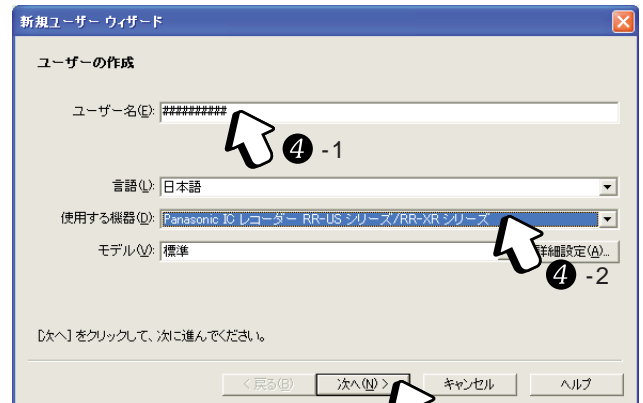 新規ユーザー ウィザード
ユーザーの作成
ユーザー名(E): ##########
❹ -1
言語(L): 日本語
使用する機器(D): Panasonic IC レコーダー RR-US シリーズ/RR-XR シリーズ
モデル(V): 標準
詳細設定(A)...
❹ -2
[次へ] をクリックして、次に進んでください。
< 戻る(B) 次へ(N) > キャンセル ヘルプ